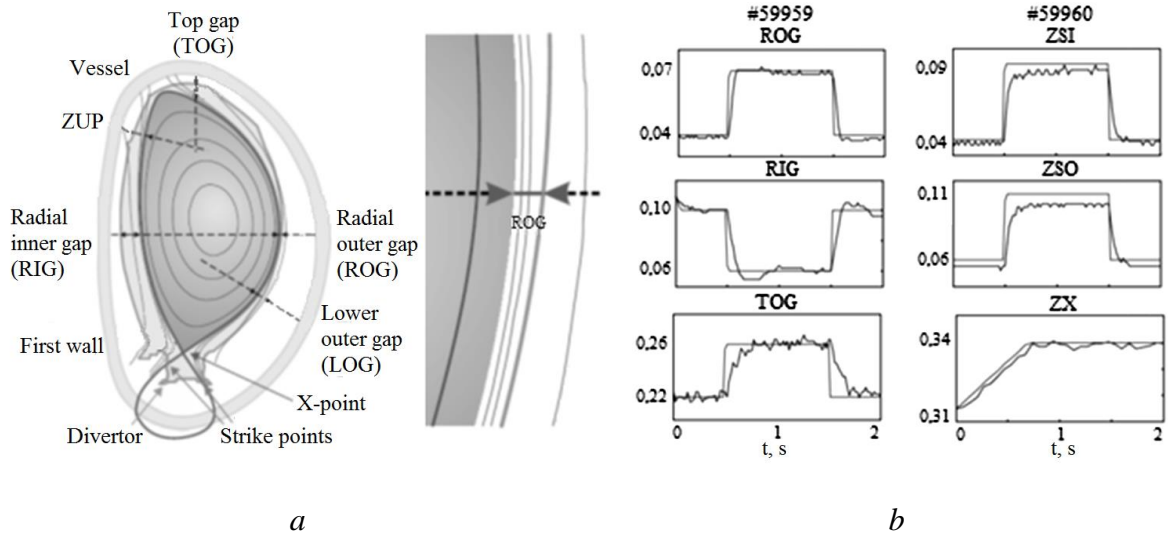 Top gap
(TOG)
Vessel
ZUP
Radial
inner gap
(RIG)
Radial
outer gap
(ROG)
Lower
outer gap
(LOG)
First wall
X-point
Divertor
Strike points
ROG
a
#59959
ROG
0,07
0,04
RIG
0,10
0,05
TOG
0,26
0,22
0
1
2
t, s
#59960
ZSI
0,09
0,04
ZSO
0,11
0,06
ZX
0,34
0,31
0
1
2
t, s
b